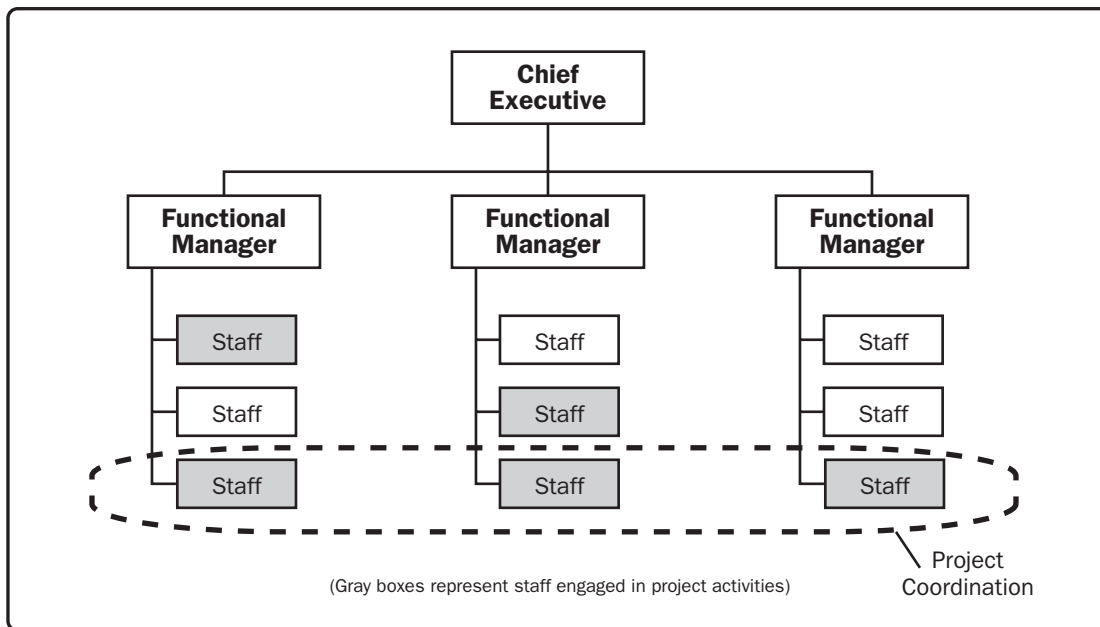 Chief
Executive
Functional
Manager
Functional
Manager
Functional
Manager
Staff
Staff
Staff
Staff
Staff
Staff
Staff
Staff
Staff
Project
Coordination
(Gray boxes represent staff engaged in project activities)